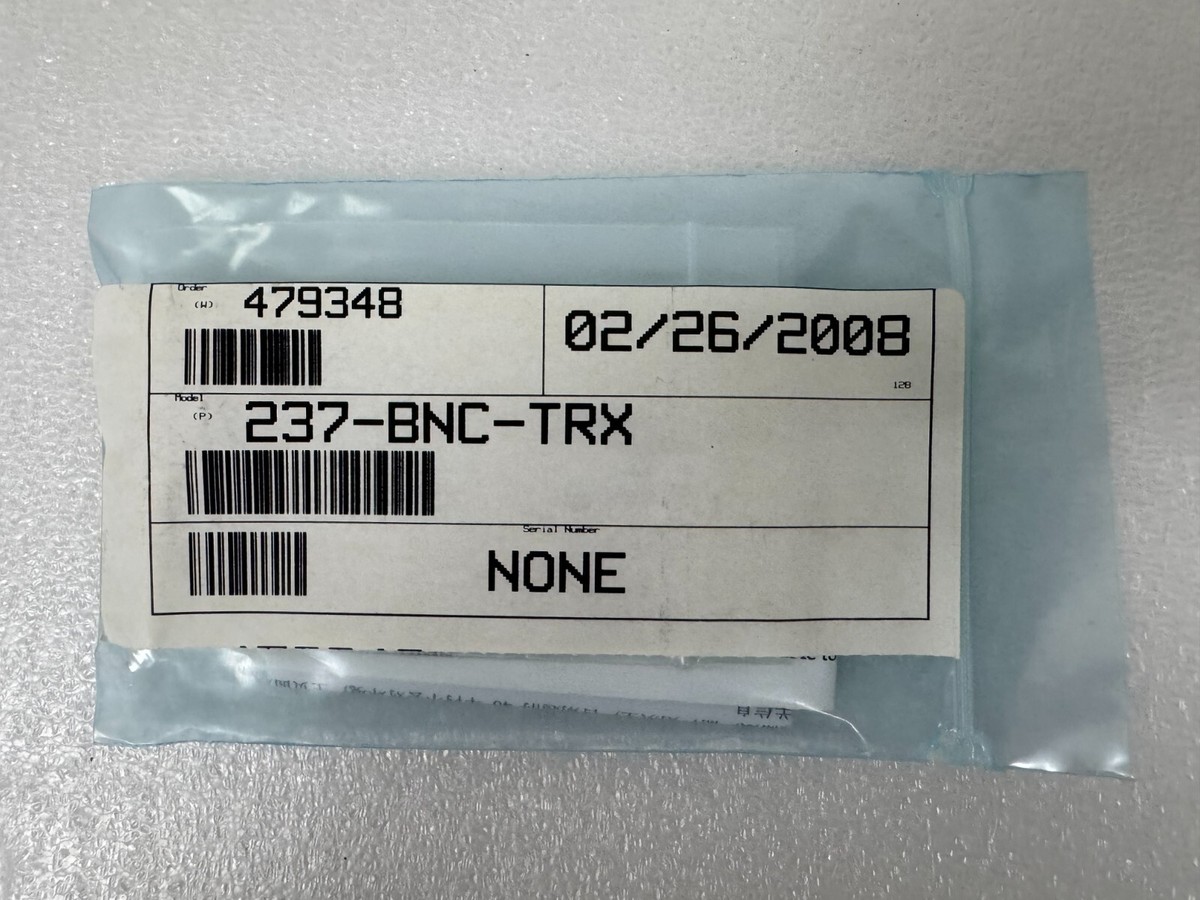 Order
(W) 479348
02/26/2008
128
Model
(P) 237-BNC-TRX
Serial Number
NONE